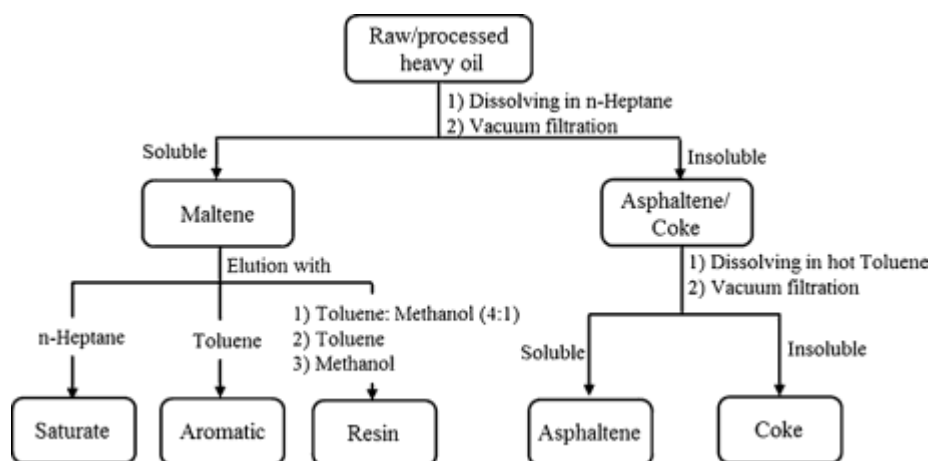 Raw/processed
heavy oil
1) Dissolving in n-Heptane
2) Vacuum filtration
Soluble
Insoluble
Maltene
Asphaltene/
Coke
Elution with
1) Dissolving in hot Toluene
2) Vacuum filtration
n-Heptane
Toluene
1) Toluene: Methanol (4:1)
2) Toluene
3) Methanol
Soluble
Insoluble
Saturate
Aromatic
Resin
Asphaltene
Coke